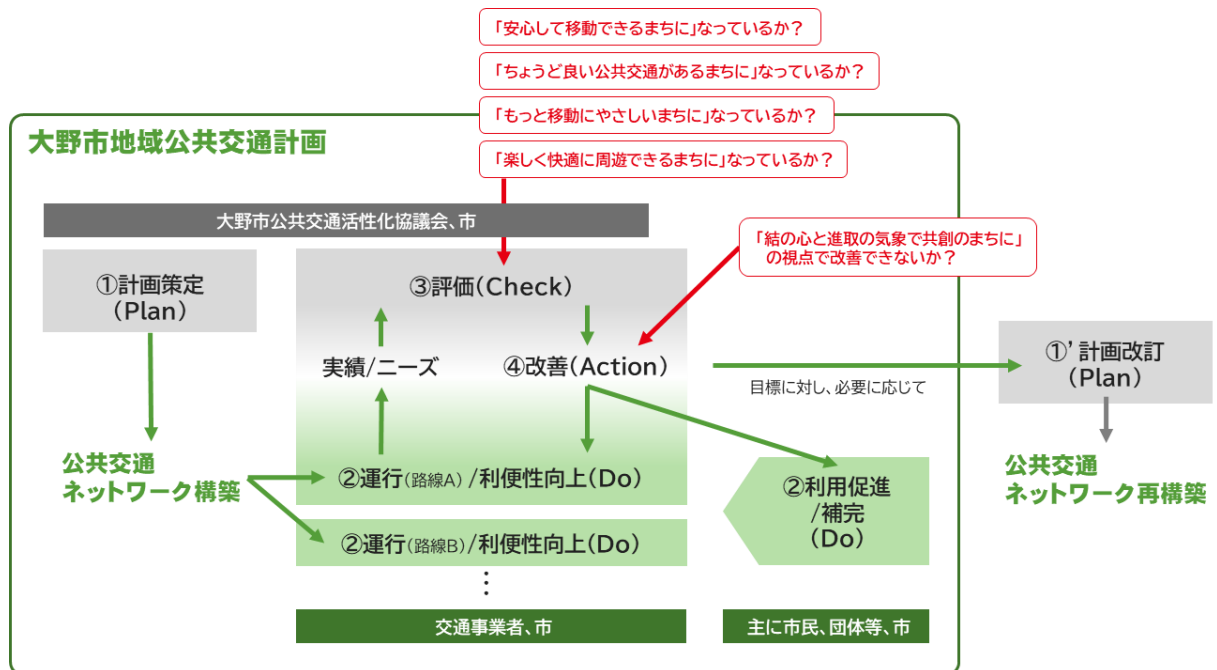 「安心して移動できるまちに」なっているか？
「ちょうど良い公共交通があるまちに」なっているか？
「もっと移動にやさしいまちに」なっているか？
「楽しく快適に周遊できるまちに」なっているか？
大野市地域公共交通計画
大野市公共交通活性化協議会、市
「結の心と進取の気象で共創のまちに」
の視点で改善できないか？
①計画策定
(Plan)
③評価(Check)
実績/ニーズ
④改善(Action)
目標に対し、必要に応じて
①’計画改訂
(Plan)
公共交通
ネットワーク構築
②運行(路線A)/利便性向上(Do)
②運行(路線B)/利便性向上(Do)
⋮
②利用促進
/補完
(Do)
公共交通
ネットワーク再構築
交通事業者、市
主に市民、団体等、市